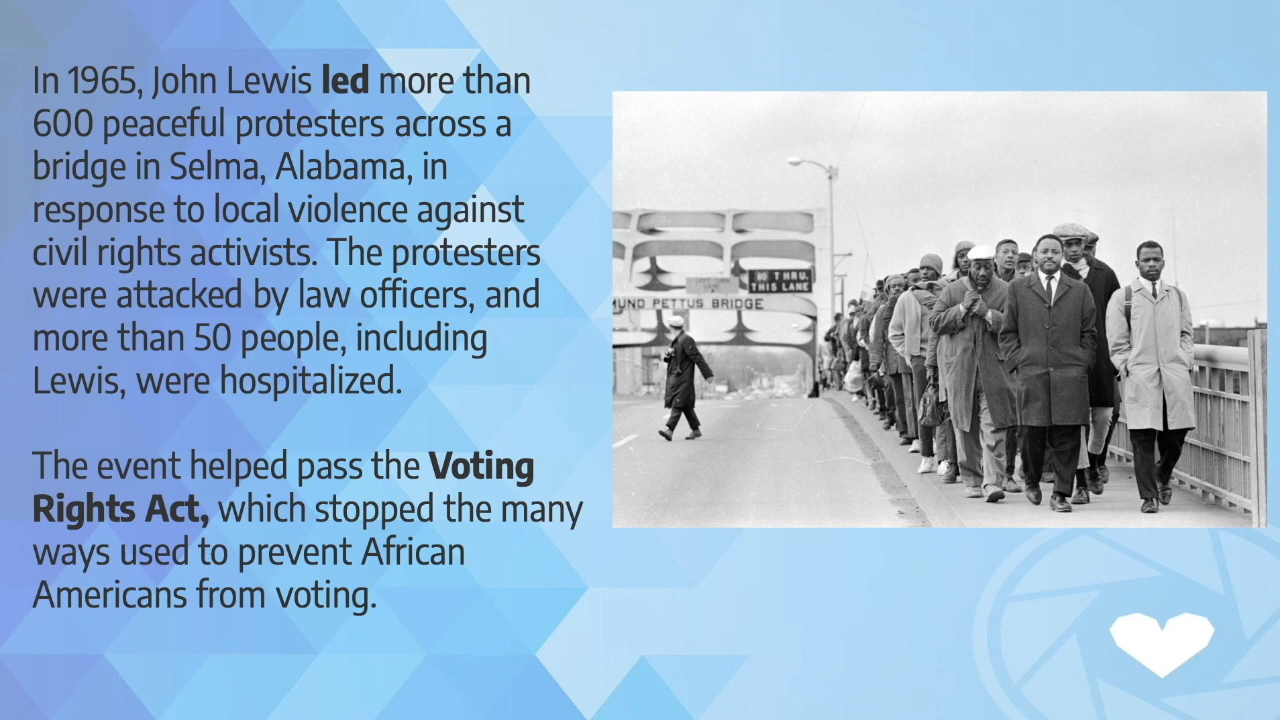 In 1965, John Lewis led more than
600 peaceful protesters across a
bridge in Selma, Alabama, in
response to local violence against
civil rights activists. The protesters
were attacked by law officers, and
more than 50 people, including
Lewis, were hospitalized.
The event helped pass the Voting
Rights Act, which stopped the many
ways used to prevent African
Americans from voting.
THRU.
THIS LANE
MUND PETTUS BRIDGE